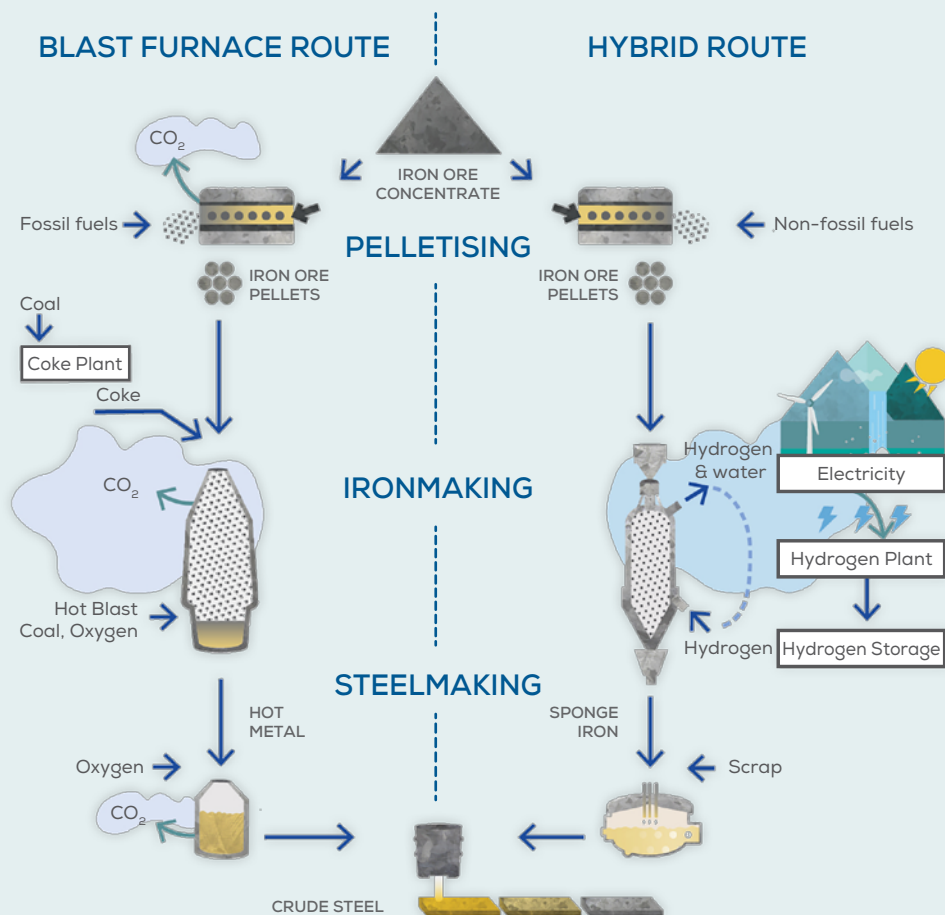 BLAST FURNACE ROUTE
HYBRID ROUTE
CO₂
IRON ORE
CONCENTRATE
Fossil fuels
Non-fossil fuels
PELLETISING
IRON ORE
PELLETS
IRON ORE
PELLETS
Coal
Coke Plant
Coke
CO₂
IRONMAKING
Hydrogen
& water
Electricity
Hydrogen Plant
Hot Blast
Coal, Oxygen
Hydrogen
Hydrogen Storage
STEELMAKING
HOT
METAL
SPONGE
IRON
Oxygen
Scrap
CO₂
CRUDE STEEL